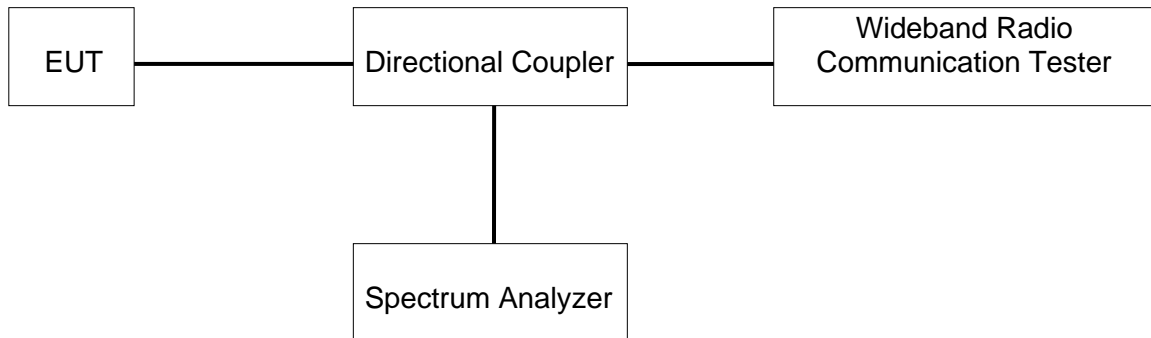 EUT
Directional Coupler
Wideband Radio
Communication Tester
Spectrum Analyzer